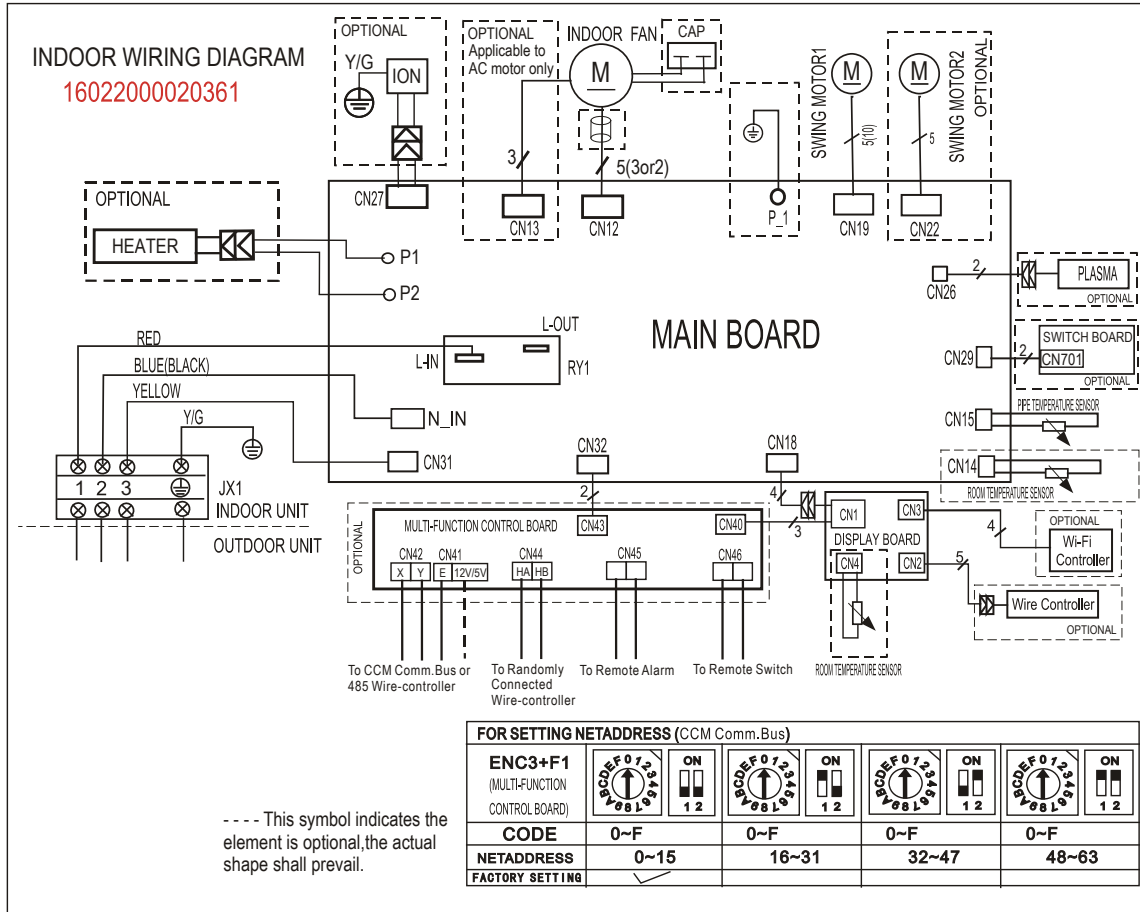 INDOOR WIRING DIAGRAM
16022000020361
OPTIONAL
Y/G
ION
CN27
OPTIONAL
Applicable to
AC motor only
3
CN13
INDOOR FAN
M
CAP
5(3or2)
CN12
P_1
SWING MOTOR1
M
5(10)
CN19
SWING MOTOR2
OPTIONAL
M
5
CN22
OPTIONAL
HEATER
P1
P2
MAIN BOARD
CN26
2
PLASMA
OPTIONAL
CN29
2
SWITCH BOARD
CN701
OPTIONAL
CN15
PIPE TEMPERATURE SENSOR
CN14
ROOM TEMPERATURE SENSOR
L-OUT
L-IN
RY1
RED
BLUE(BLACK)
YELLOW
Y/G
N_IN
CN31
1 2 3
JX1
INDOOR UNIT
OUTDOOR UNIT
CN32
2
CN18
4
OPTIONAL
MULTI-FUNCTION CONTROL BOARD
CN43
CN40
3
CN42
X Y
CN41
E 12V/5V
CN44
HA HB
CN45
CN46
To CCM Comm.Bus or
485 Wire-controller
To Randomly
Connected
Wire-controller
To Remote Alarm
To Remote Switch
CN1
CN3
DISPLAY BOARD
CN4
CN2
ROOM TEMPERATURE SENSOR
4
OPTIONAL
Wi-Fi
Controller
5
Wire Controller
OPTIONAL
FOR SETTING NETADDRESS (CCM Comm.Bus)
ENC3+F1
(MULTI-FUNCTION
CONTROL BOARD)
0123456789ABCDEF
ON
1 2
0123456789ABCDEF
ON
1 2
0123456789ABCDEF
ON
1 2
0123456789ABCDEF
ON
1 2
CODE 0~F 0~F 0~F 0~F
NETADDRESS 0~15 16~31 32~47 48~63
FACTORY SETTING
- - - - This symbol indicates the
element is optional,the actual
shape shall prevail.